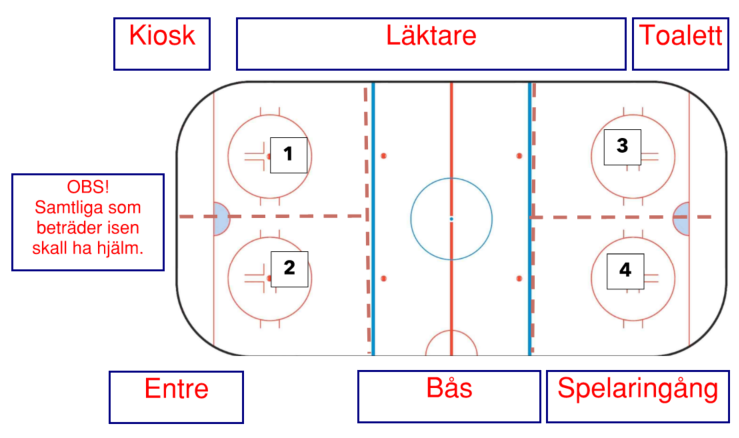 Kiosk
Läktare
Toalett
1
3
OBS!
Samtliga som
beträder isen
skall ha hjälm.
2
4
Entre
Bås
Spelaringång